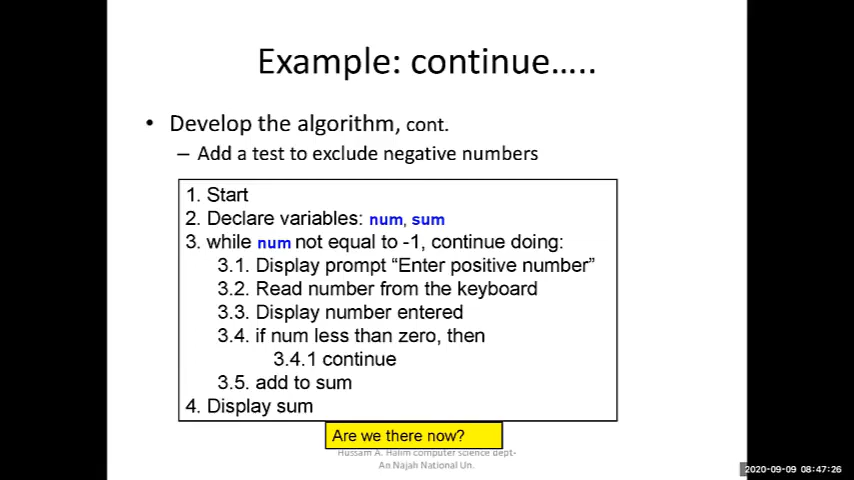 Example: continue…..
• Develop the algorithm, cont.
– Add a test to exclude negative numbers
1. Start
2. Declare variables: num, sum
3. while num not equal to -1, continue doing:
3.1. Display prompt “Enter positive number”
3.2. Read number from the keyboard
3.3. Display number entered
3.4. if num less than zero, then
3.4.1 continue
3.5. add to sum
4. Display sum
Are we there now?
Hussam A. Halim computer science dept-
An Najah National Un.
2020-09-09 08:47:26